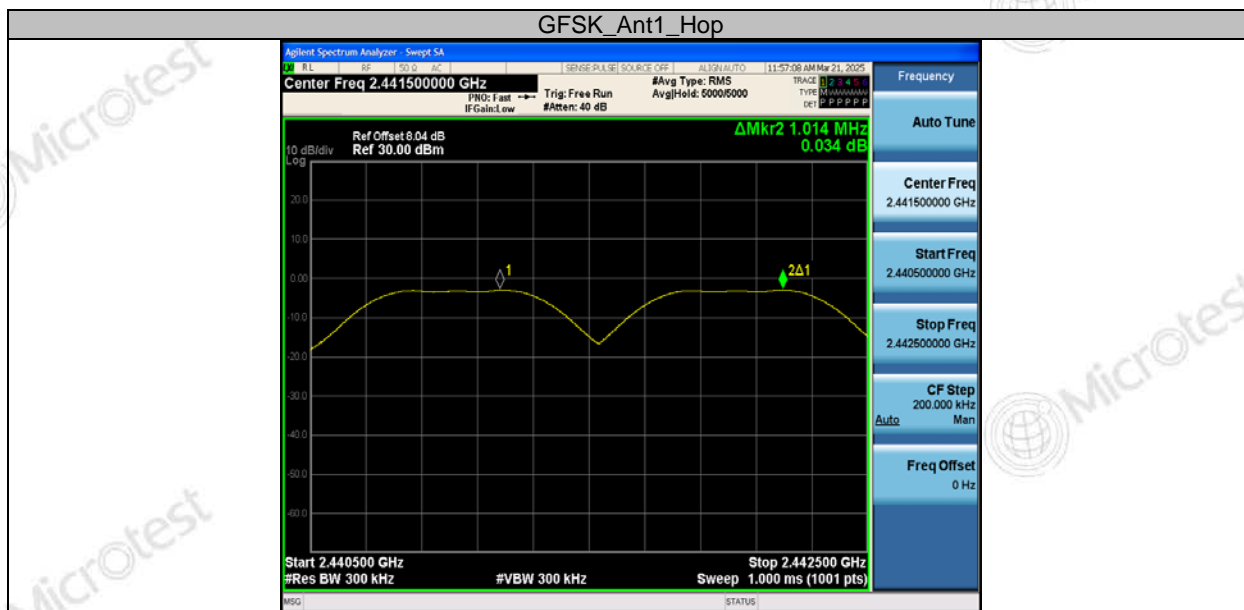 GFSK_Ant1_Hop
Agilent Spectrum Analyzer - Swept SA
RL RF 50 Ω AC SENSE:PULSE SOURCE OFF ALIGN AUTO 11:57:08 AM Mar 21, 2025
Center Freq 2.441500000 GHz
PNO: Fast
IFGain:Low
Trig: Free Run
#Atten: 40 dB
#Avg Type: RMS
Avg|Hold: 5000/5000
TRACE 1 2 3 4 5 6
TYPE MWWWWW
DET P P P P P P
Ref Offset 8.04 dB
Ref 30.00 dBm
10 dB/div
Log
ΔMkr2 1.014 MHz
0.034 dB
20.0
10.0
0.00
-10.0
-20.0
-30.0
-40.0
-50.0
-60.0
1
2Δ1
Start 2.440500 GHz
Stop 2.442500 GHz
#Res BW 300 kHz
#VBW 300 kHz
Sweep 1.000 ms (1001 pts)
MSG
STATUS
Frequency
Auto Tune
Center Freq
2.441500000 GHz
Start Freq
2.440500000 GHz
Stop Freq
2.442500000 GHz
CF Step
200.000 kHz
Auto Man
Freq Offset
0 Hz
Microtest
Microtest
Microtest